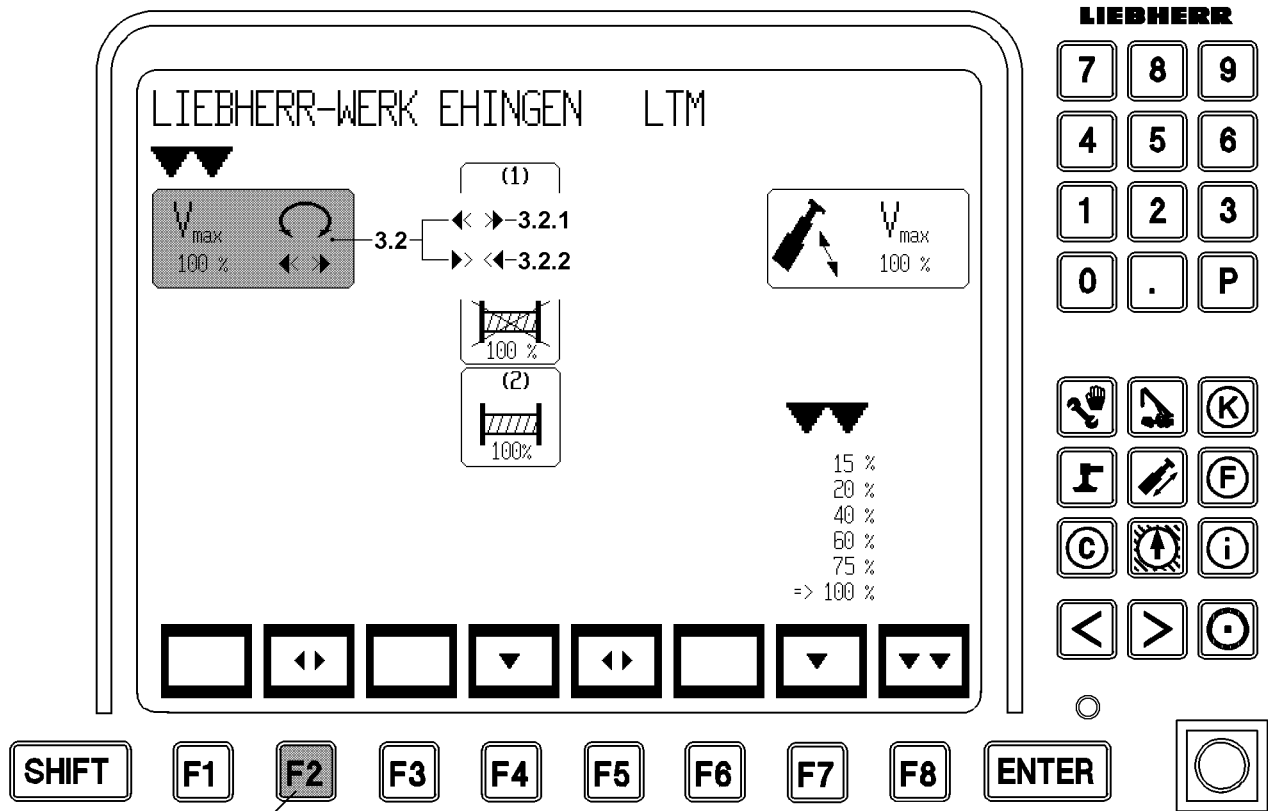 LIEBHERR
LIEBHERR-WERK EHINGEN LTM
Vmax
100 %
3.2
(1)
3.2.1
3.2.2
100 %
(2)
100%
Vmax
100 %
15 %
20 %
40 %
60 %
75 %
=> 100 %
7 8 9
4 5 6
1 2 3
0 . P
K
F
C i
< >
SHIFT F1 F2 F3 F4 F5 F6 F7 F8 ENTER